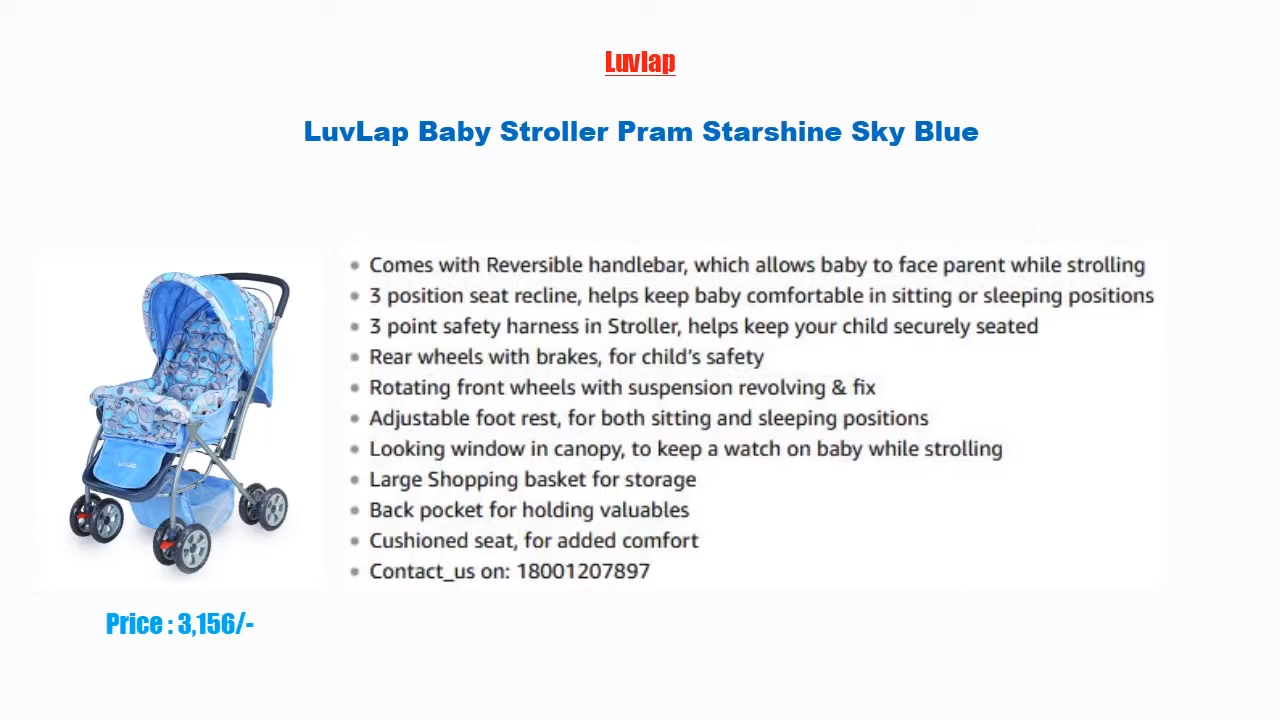 Luvlap
LuvLap Baby Stroller Pram Starshine Sky Blue
Comes with Reversible handlebar, which allows baby to face parent while strolling
3 position seat recline, helps keep baby comfortable in sitting or sleeping positions
3 point safety harness in Stroller, helps keep your child securely seated
Rear wheels with brakes, for child's safety
Rotating front wheels with suspension revolving & fix
Adjustable foot rest, for both sitting and sleeping positions
Looking window in canopy, to keep a watch on baby while strolling
Large Shopping basket for storage
Back pocket for holding valuables
Cushioned seat, for added comfort
Contact_us on: 18001207897
Price : 3,156/-